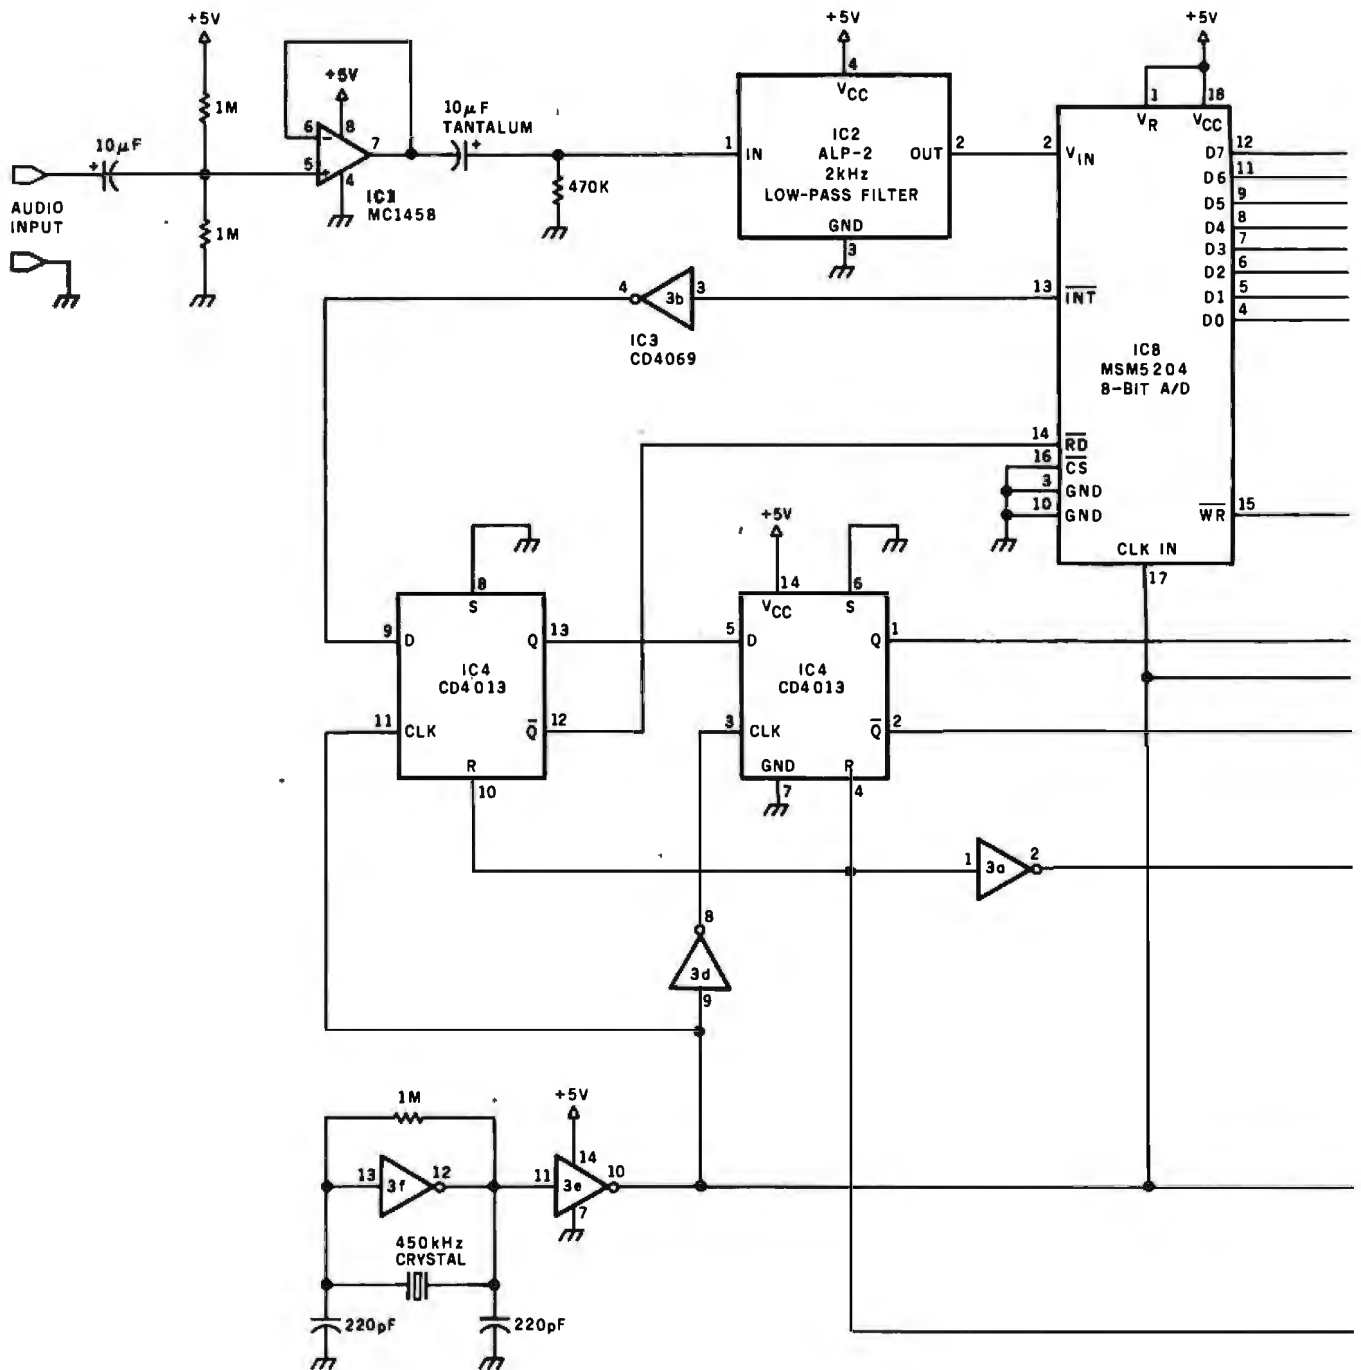 +5V
1M
10µF
AUDIO
INPUT
1M
+5V
6
8
7
5
4
IC1
MC1458
10µF
TANTALUM
470K
+5V
4
VCC
1
IN
IC2
ALP-2
2kHz
LOW-PASS FILTER
OUT
2
GND
3
+5V
1
18
VR
VCC
2
VIN
D7
12
D6
11
D5
9
D4
8
D3
7
D2
6
D1
5
D0
4
13
INT
4
3b
3
IC3
CD4069
IC8
MSM5204
8-BIT A/D
14
RD
16
CS
3
GND
10
GND
WR
15
CLK IN
17
8
S
9
D
Q
13
IC4
CD4013
11
CLK
Q
12
R
10
+5V
14
6
VCC
S
5
D
Q
1
IC4
CD4013
3
CLK
Q
2
GND
R
7
4
1
3a
2
8
3d
9
1M
13
3f
12
+5V
14
11
3e
10
7
450kHz
CRYSTAL
220pF
220pF